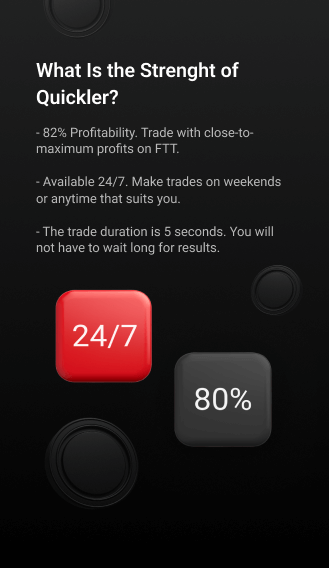 What Is the Strenght of
Quickler?
- 82% Profitability. Trade with close-to-
maximum profits on FTT.
- Available 24/7. Make trades on weekends
or anytime that suits you.
- The trade duration is 5 seconds. You will
not have to wait long for results.
24/7
80%